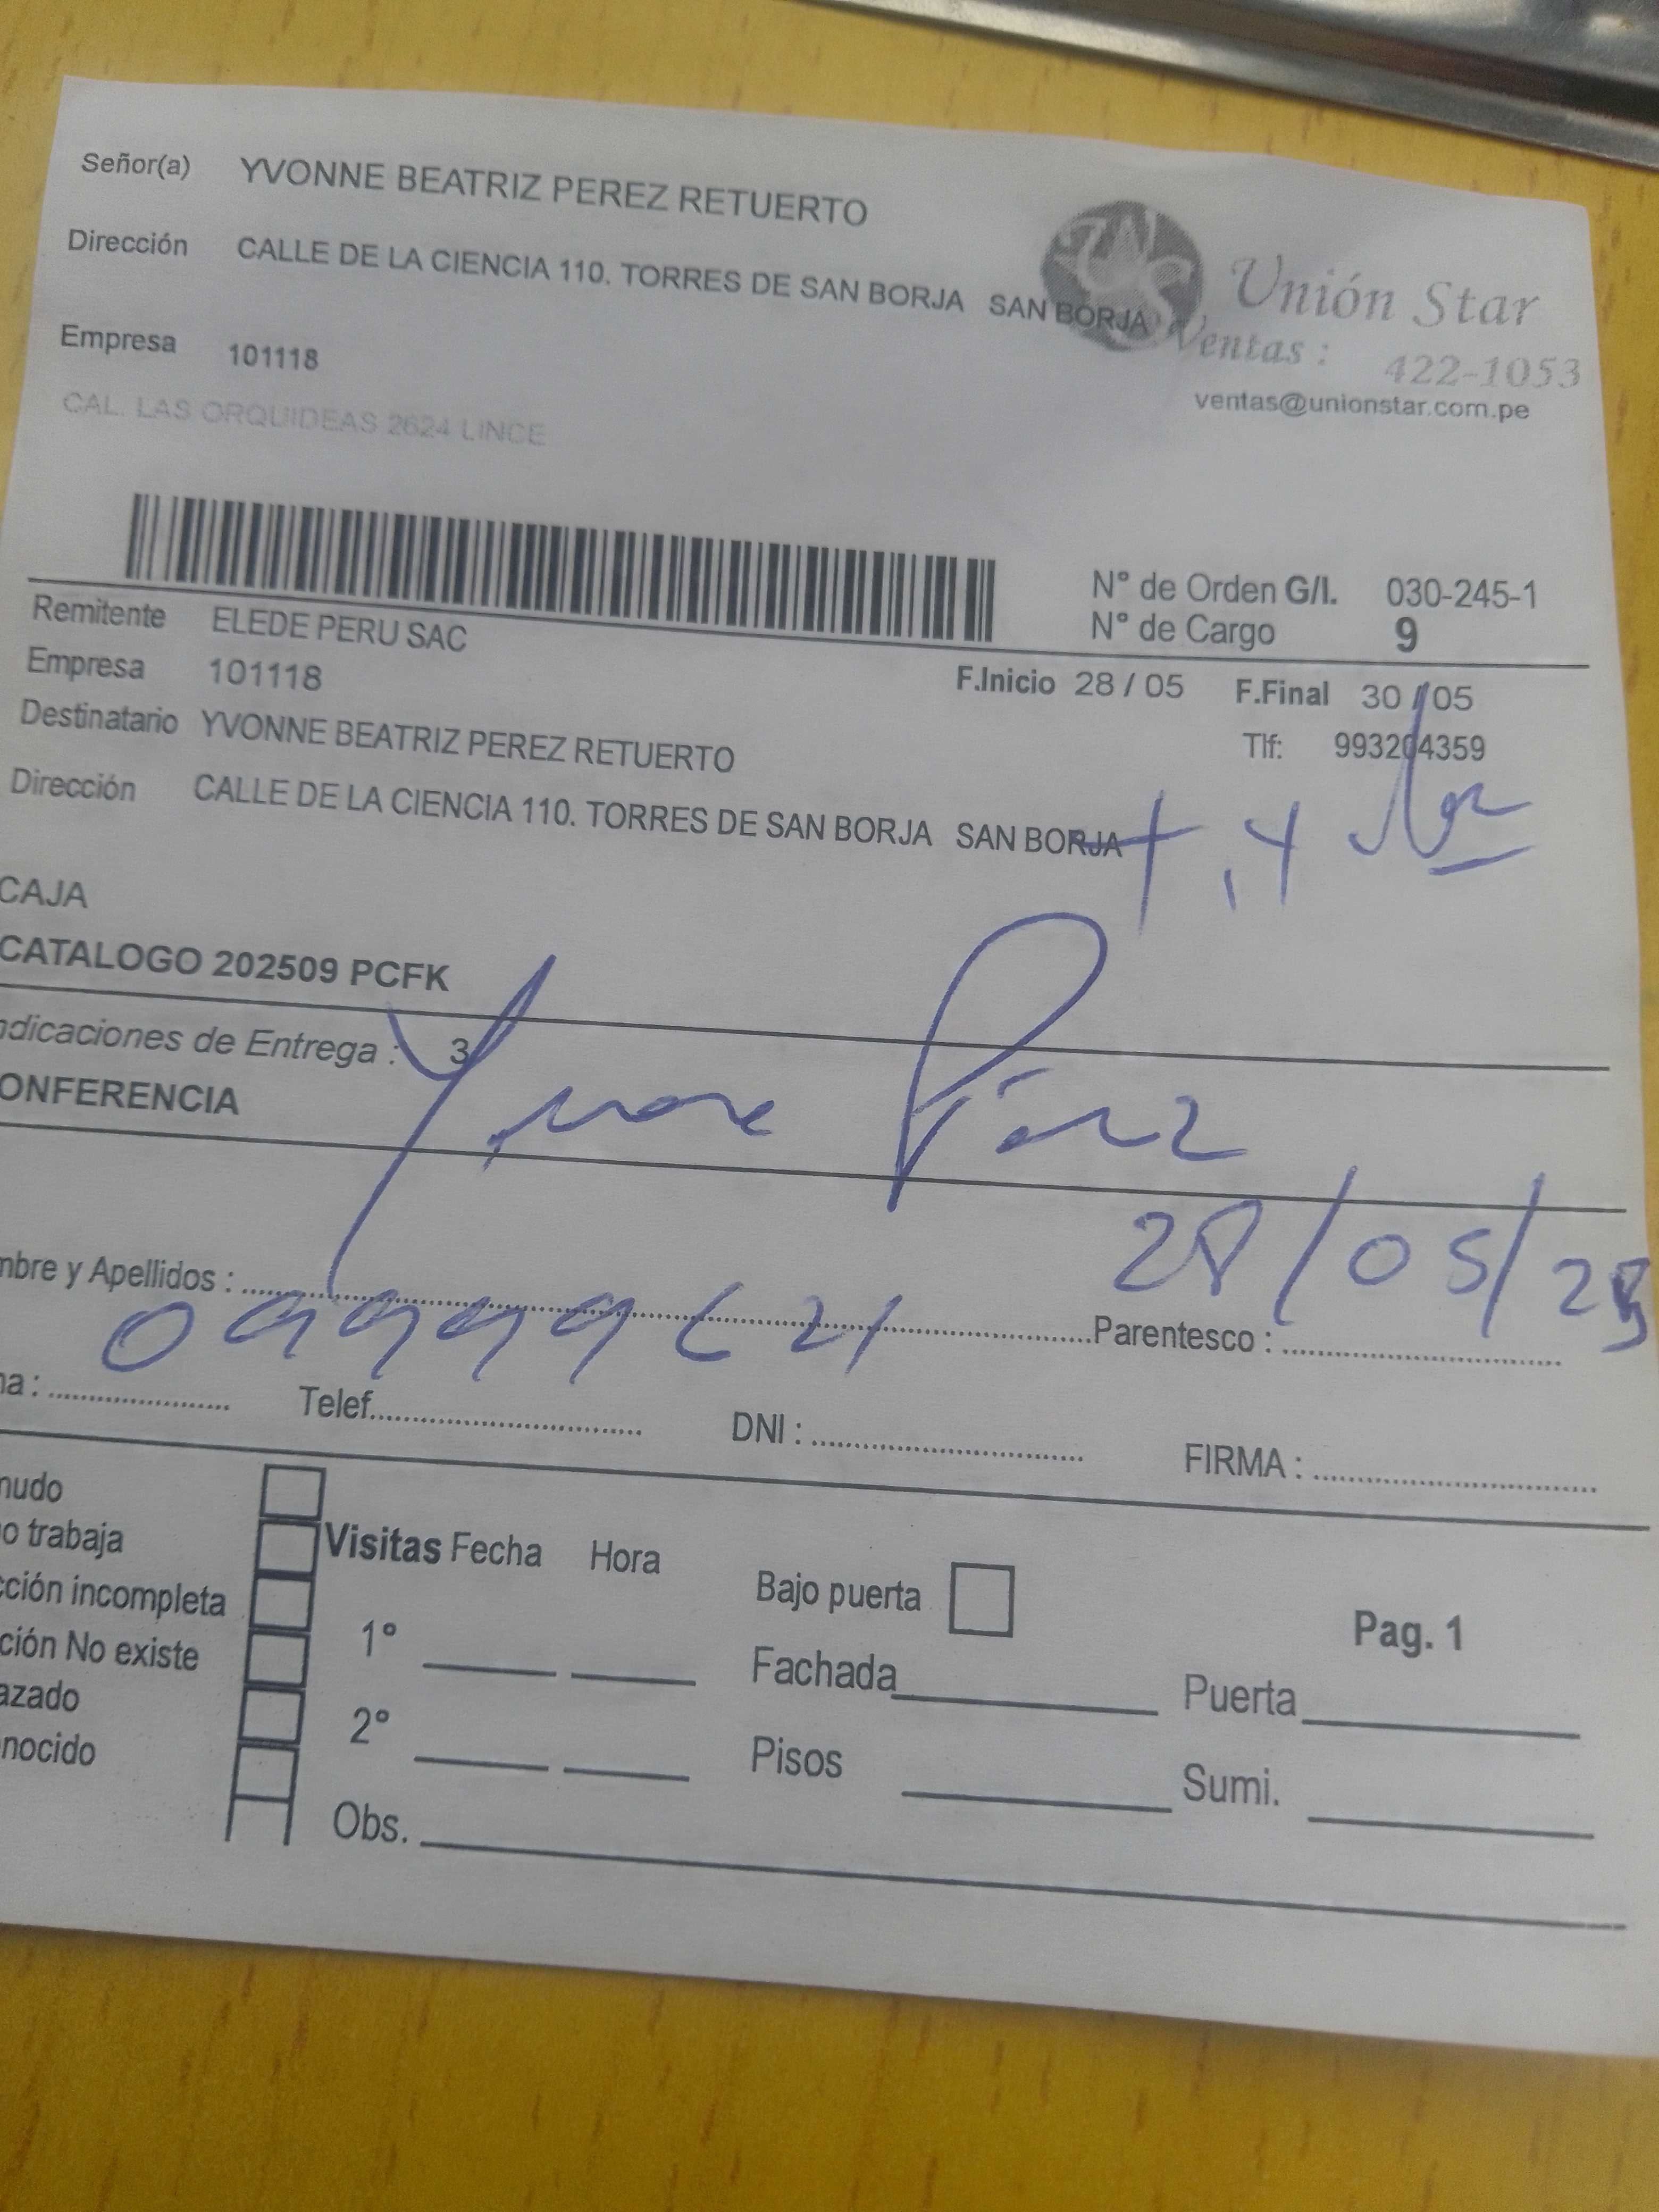 Señor(a) YVONNE BEATRIZ PEREZ RETUERTO
Dirección CALLE DE LA CIENCIA 110. TORRES DE SAN BORJA SAN BORJA
Unión Star
Ventas : 422-1053
ventas@unionstar.com.pe
Empresa 101118
CAL. LAS ORQUIDEAS 2624 LINCE
N° de Orden G/I. 030-245-1
N° de Cargo 9
Remitente ELEDE PERU SAC
Empresa 101118
F.Inicio 28 / 05 F.Final 30 / 05
Destinatario YVONNE BEATRIZ PEREZ RETUERTO
Tlf: 993204359
Dirección CALLE DE LA CIENCIA 110. TORRES DE SAN BORJA SAN BORJA
CAJA
CATALOGO 202509 PCFK
ndicaciones de Entrega : 3
ONFERENCIA
Pérez
28/05/25
mbre y Apellidos :
Parentesco :
na :
Telef.
DNI :
FIRMA :
nudo
o trabaja
Visitas Fecha Hora
cción incompleta
Bajo puerta
ción No existe
1°
Pag. 1
azado
Fachada
Puerta
nocido
2°
Pisos
Sumi.
Obs.